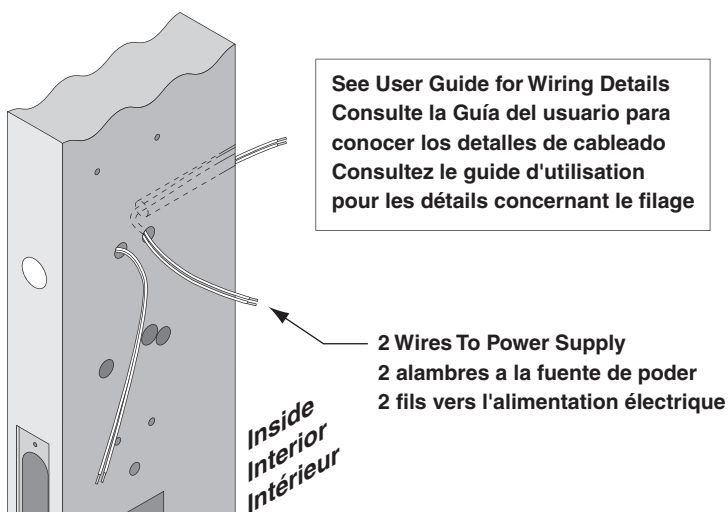 See User Guide for Wiring Details
Consulte la Guía del usuario para
conocer los detalles de cableado
Consultez le guide d'utilisation
pour les détails concernant le filage
2 Wires To Power Supply
2 alambres a la fuente de poder
2 fils vers l'alimentation électrique
Inside
Interior
Intérieur